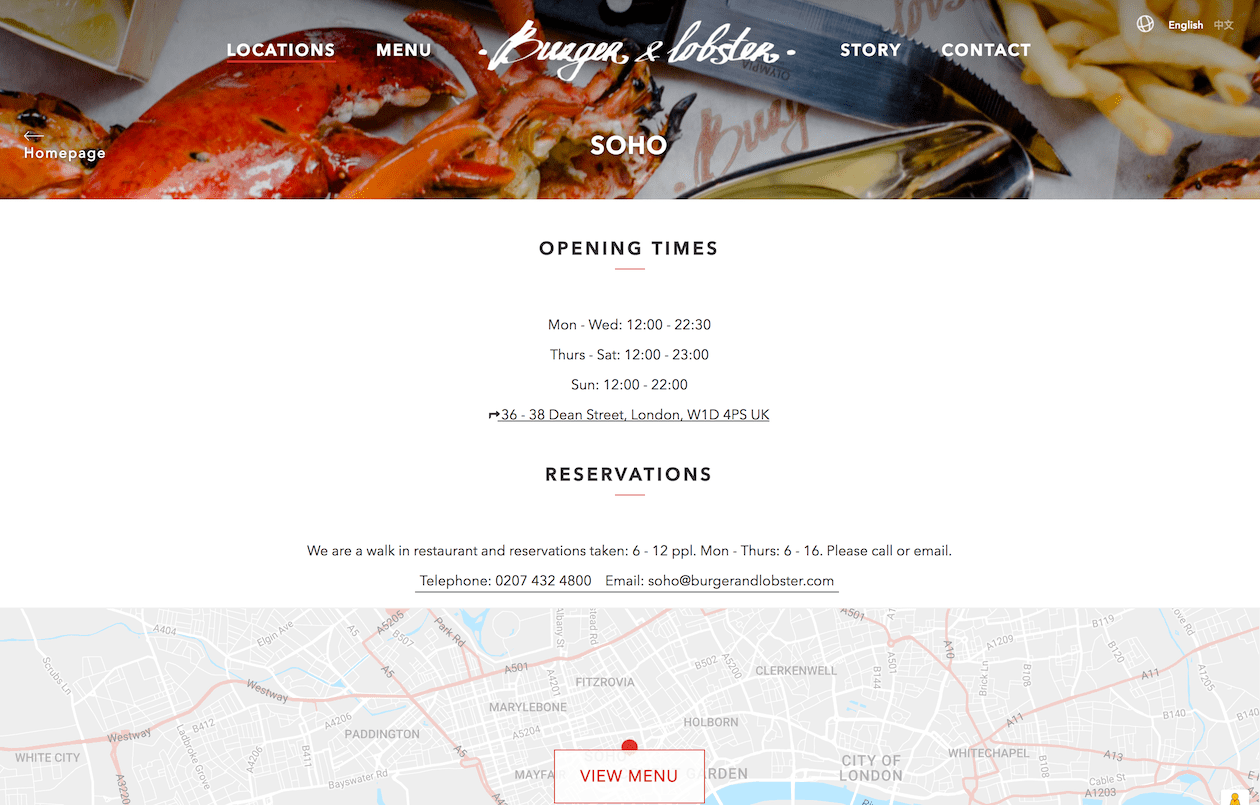 English 中文
LOCATIONS MENU Burger & lobster STORY CONTACT
OLYMPIA
Homepage
SOHO
OPENING TIMES
Mon - Wed: 12:00 - 22:30
Thurs - Sat: 12:00 - 23:00
Sun: 12:00 - 22:00
36 - 38 Dean Street, London, W1D 4PS UK
RESERVATIONS
We are a walk in restaurant and reservations taken: 6 - 12 ppl. Mon - Thurs: 6 - 16. Please call or email.
Telephone: 0207 432 4800 Email: soho@burgerandlobster.com
A404
Elgin Ave
A5
A5205
B507
Park Rd
Albany St
A501
B119
A10
A1209
B120
A11
A1205
Scrubs Ln
A501
B502
A5200
CLERKENWELL
B144
Brick Ln
B108
FITZROVIA
A4201
Westway
A5
MARYLEBONE
A4206
B412
Ladbroke Grove
Westway
PADDINGTON
A5204
HOLBORN
A11
B140
B140
WHITE CITY
A3220
A4206
B411
Bayswater Rd
A5
SOHO
VIEW MENU
CITY OF
LONDON
WHITECHAPEL
B108
A13
Cable St
A1203